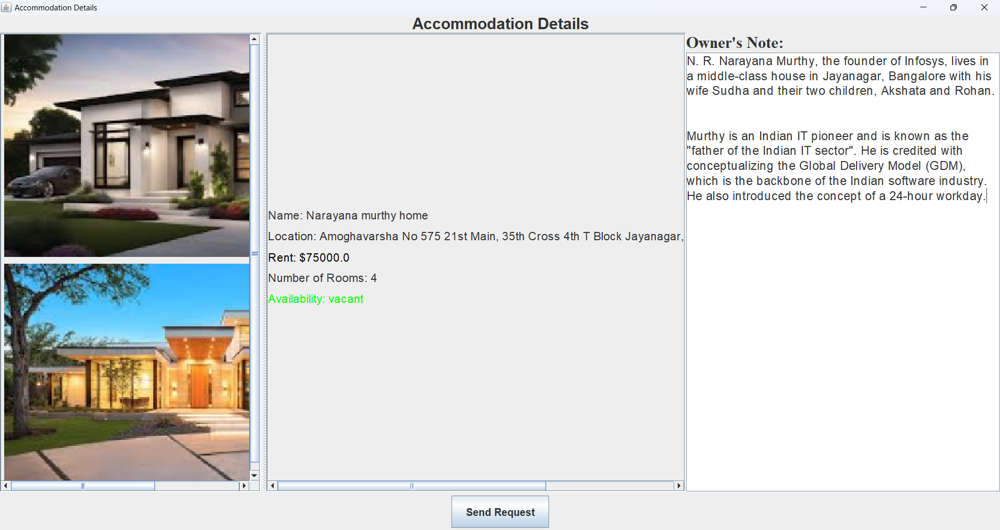 Accommodation Details
Accommodation Details
Name: Narayana murthy home
Location: Amoghavarsha No 575 21st Main, 35th Cross 4th T Block Jayanagar,
Rent: $75000.0
Number of Rooms: 4
Availability: vacant
Owner's Note:
N. R. Narayana Murthy, the founder of Infosys, lives in
a middle-class house in Jayanagar, Bangalore with his
wife Sudha and their two children, Akshata and Rohan.
Murthy is an Indian IT pioneer and is known as the
"father of the Indian IT sector". He is credited with
conceptualizing the Global Delivery Model (GDM),
which is the backbone of the Indian software industry.
He also introduced the concept of a 24-hour workday.
Send Request